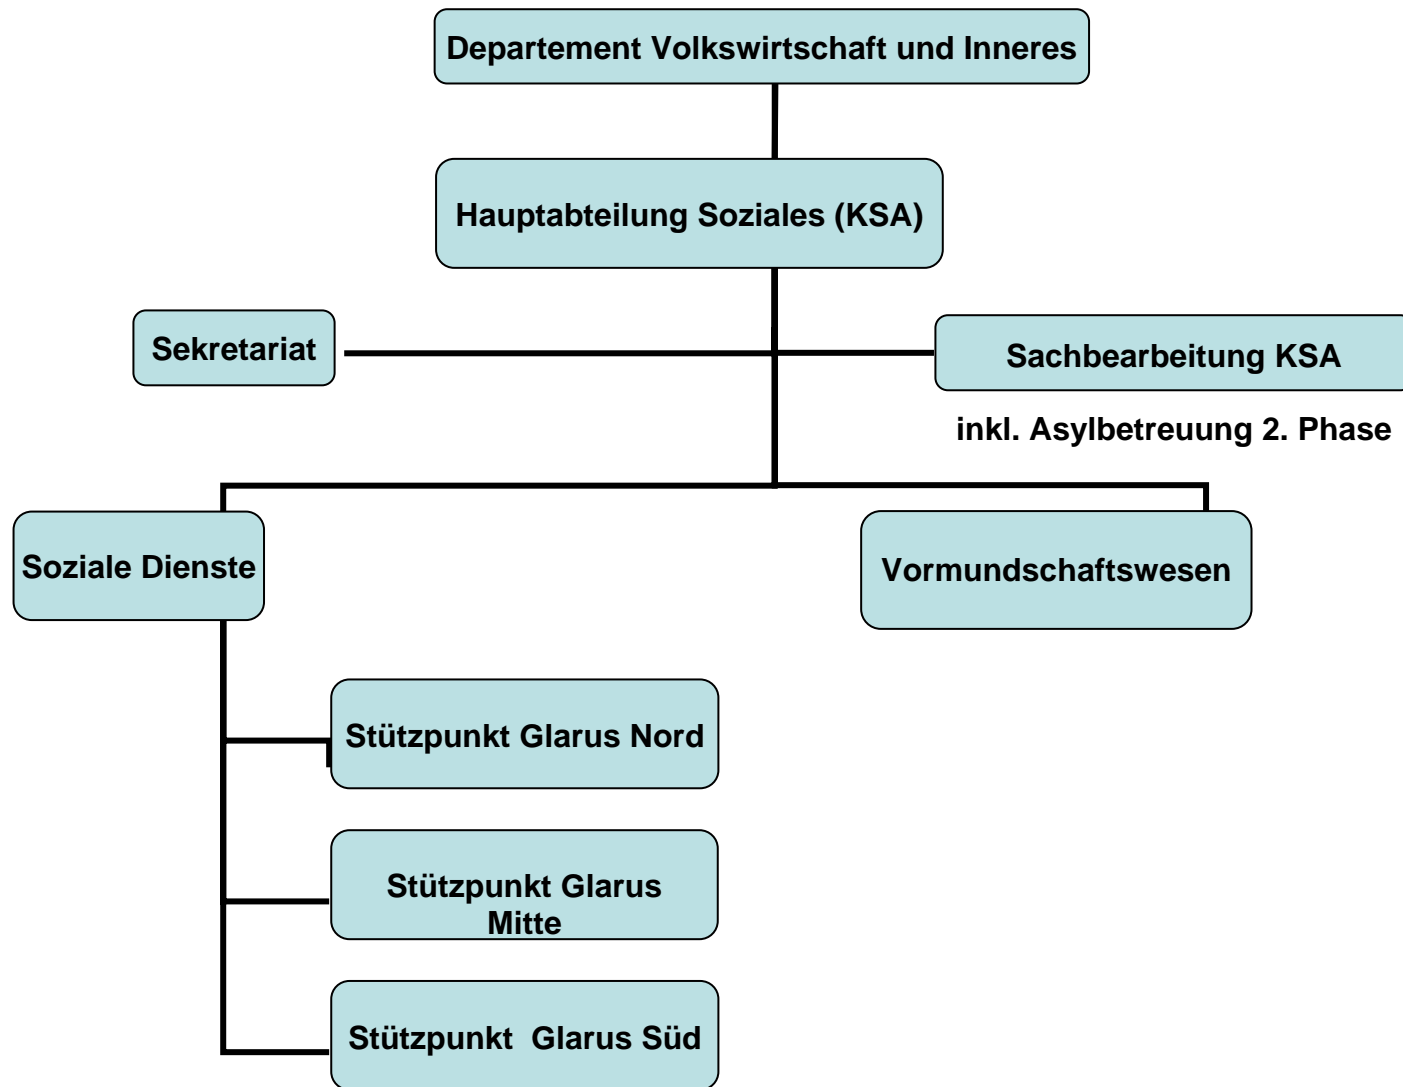 Departement Volkswirtschaft und Inneres
Hauptabteilung Soziales (KSA)
Sekretariat
Sachbearbeitung KSA
inkl. Asylbetreuung 2. Phase
Soziale Dienste
Vormundschaftswesen
Stützpunkt Glarus Nord
Stützpunkt Glarus
Mitte
Stützpunkt Glarus Süd